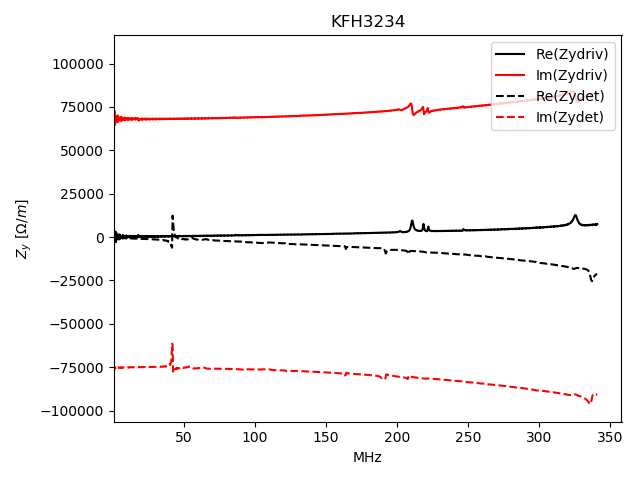 KFH3234
Re(Zydriv)
Im(Zydriv)
Re(Zydet)
Im(Zydet)
100000
75000
50000
25000
0
−25000
−50000
−75000
−100000
Z_y [Ω/m]
50 100 150 200 250 300 350
MHz